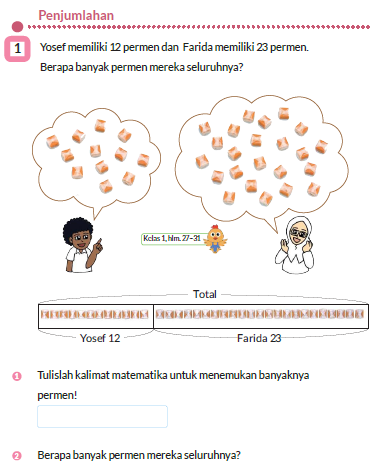 Penjumlahan
1 Yosef memiliki 12 permen dan Farida memiliki 23 permen.
Berapa banyak permen mereka seluruhnya?
Kelas 1, hlm. 27-31
Total
Yosef 12
Farida 23
1 Tulislah kalimat matematika untuk menemukan banyaknya
permen!
2 Berapa banyak permen mereka seluruhnya?